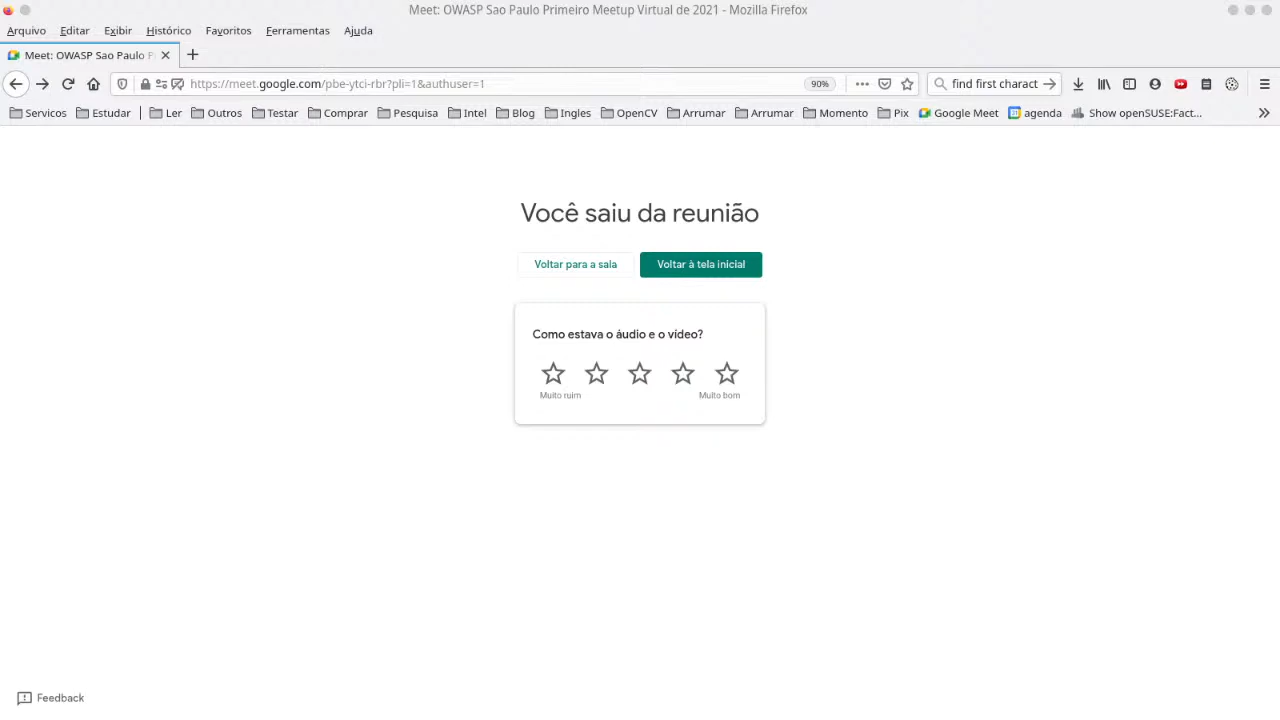 Meet: OWASP Sao Paulo Primeiro Meetup Virtual de 2021 - Mozilla Firefox
Arquivo Editar Exibir Histórico Favoritos Ferramentas Ajuda
Meet: OWASP Sao Paulo P
https://meet.google.com/pbe-ytci-rbr?pli=1&authuser=1 90% find first charact
Servicos Estudar Ler Outros Testar Comprar Pesquisa Intel Blog Ingles OpenCV Arrumar Arrumar Momento Pix Google Meet agenda Show openSUSE:Fact...
Você saiu da reunião
Voltar para a sala Voltar à tela inicial
Como estava o áudio e o vídeo?
Muito ruim Muito bom
Feedback